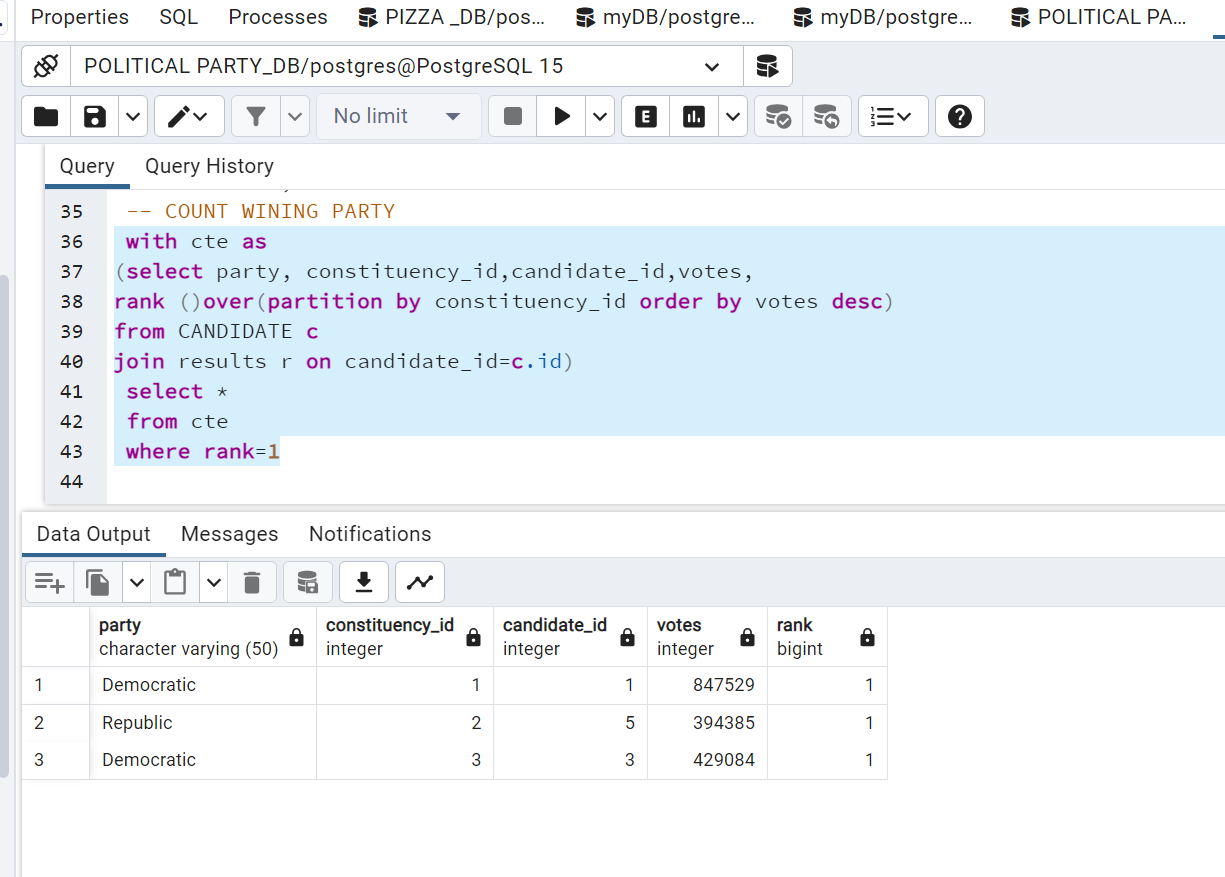 Properties SQL Processes PIZZA _DB/pos... myDB/postgre... myDB/postgre... POLITICAL PA...
POLITICAL PARTY_DB/postgres@PostgreSQL 15
No limit E
Query Query History
35 -- COUNT WINING PARTY
36 with cte as
37 (select party, constituency_id,candidate_id,votes,
38 rank ()over(partition by constituency_id order by votes desc)
39 from CANDIDATE c
40 join results r on candidate_id=c.id)
41 select *
42 from cte
43 where rank=1
44
Data Output Messages Notifications
party constituency_id candidate_id votes rank
character varying (50) integer integer integer bigint
1 Democratic 1 1 847529 1
2 Republic 2 5 394385 1
3 Democratic 3 3 429084 1